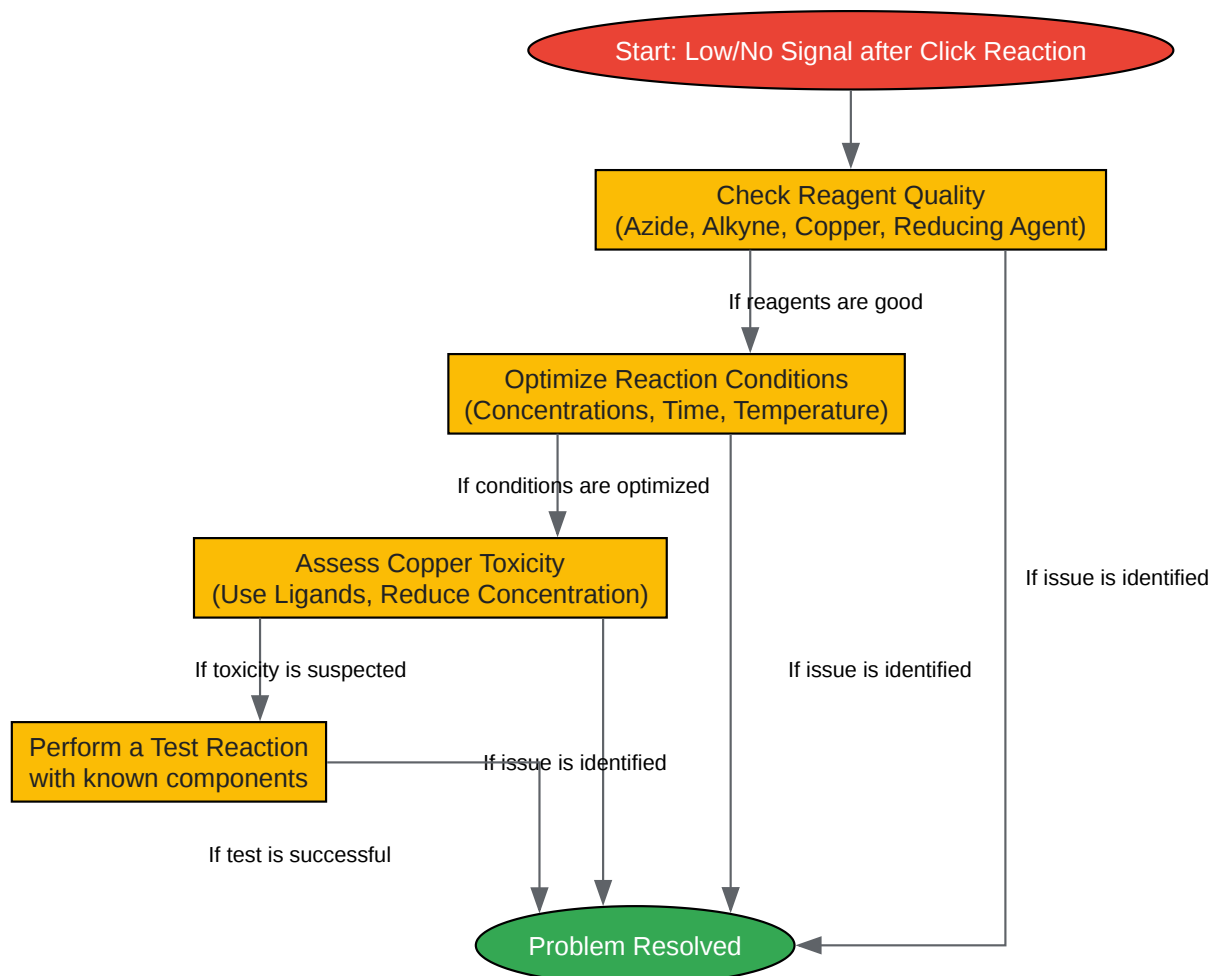 Start: Low/No Signal after Click Reaction
Check Reagent Quality
(Azide, Alkyne, Copper, Reducing Agent)
If reagents are good
Optimize Reaction Conditions
(Concentrations, Time, Temperature)
If conditions are optimized
Assess Copper Toxicity
(Use Ligands, Reduce Concentration)
If issue is identified
If toxicity is suspected
If issue is identified
Perform a Test Reaction
with known components
If issue is identified
If test is successful
Problem Resolved